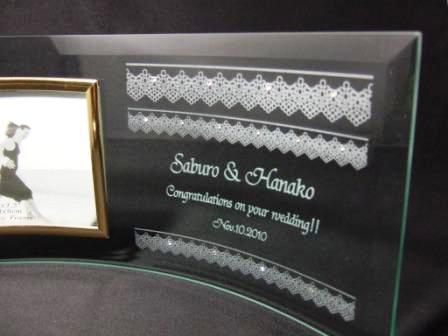 Saburo & Hanako
Congratulations on your wedding!!
Nov.10.2010